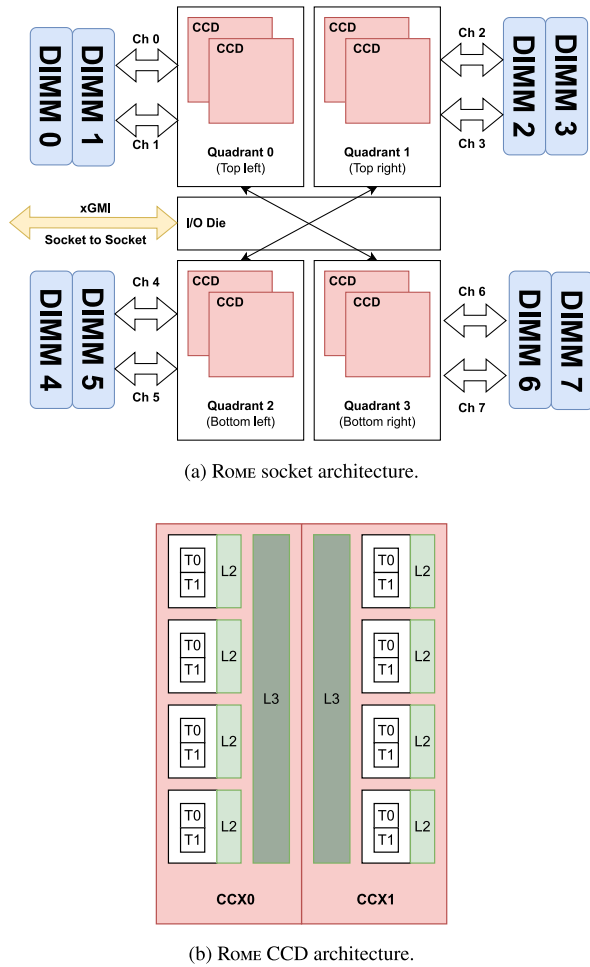 DIMM 0
DIMM 1
Ch 0
Ch 1
CCD
CCD
Quadrant 0
(Top left)
CCD
CCD
Quadrant 1
(Top right)
Ch 2
Ch 3
DIMM 2
DIMM 3
xGMI
Socket to Socket
I/O Die
DIMM 4
DIMM 5
Ch 4
Ch 5
CCD
CCD
Quadrant 2
(Bottom left)
CCD
CCD
Quadrant 3
(Bottom right)
Ch 6
Ch 7
DIMM 6
DIMM 7
(a) Rome socket architecture.
T0
T1
L2
T0
T1
L2
T0
T1
L2
T0
T1
L2
L3
CCX0
L3
T0
T1
L2
T0
T1
L2
T0
T1
L2
T0
T1
L2
CCX1
(b) Rome CCD architecture.